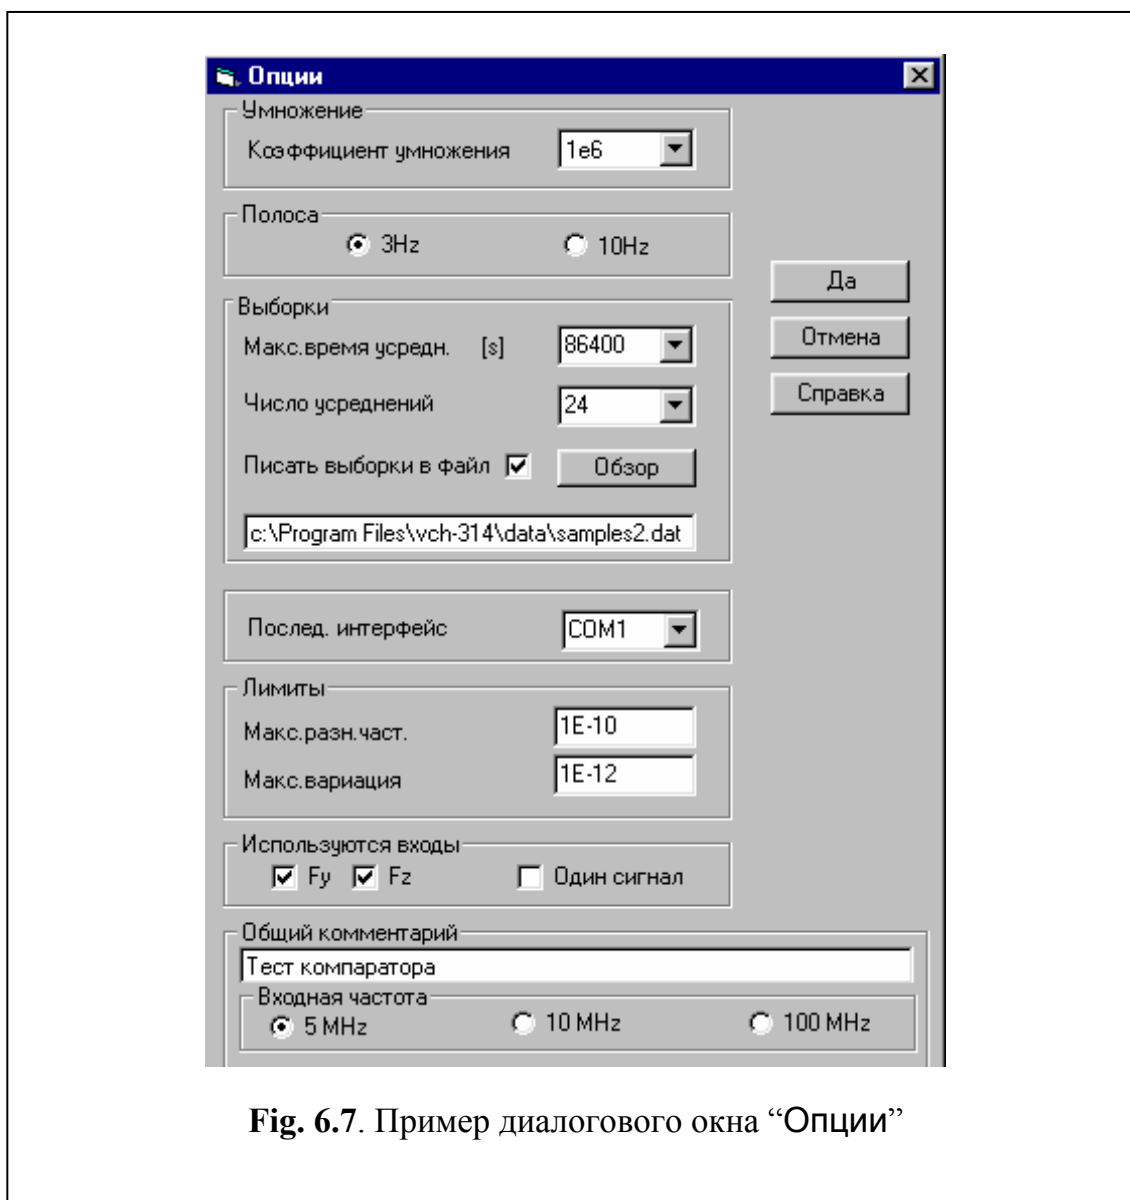 Опции
Умножение
Коэффициент умножения 1e6
Полоса
3Hz 10Hz
Да
Отмена
Справка
Выборки
Макс.время усредн. [s] 86400
Число усреднений 24
Писать выборки в файл Обзор
c:\Program Files\vch-314\data\samples2.dat
Послед. интерфейс COM1
Лимиты
Макс.разн.част. 1E-10
Макс.вариация 1E-12
Используются входы
Fy Fz Один сигнал
Общий комментарий
Тест компаратора
Входная частота
5 MHz 10 MHz 100 MHz
Fig. 6.7. Пример диалогового окна “Опции”